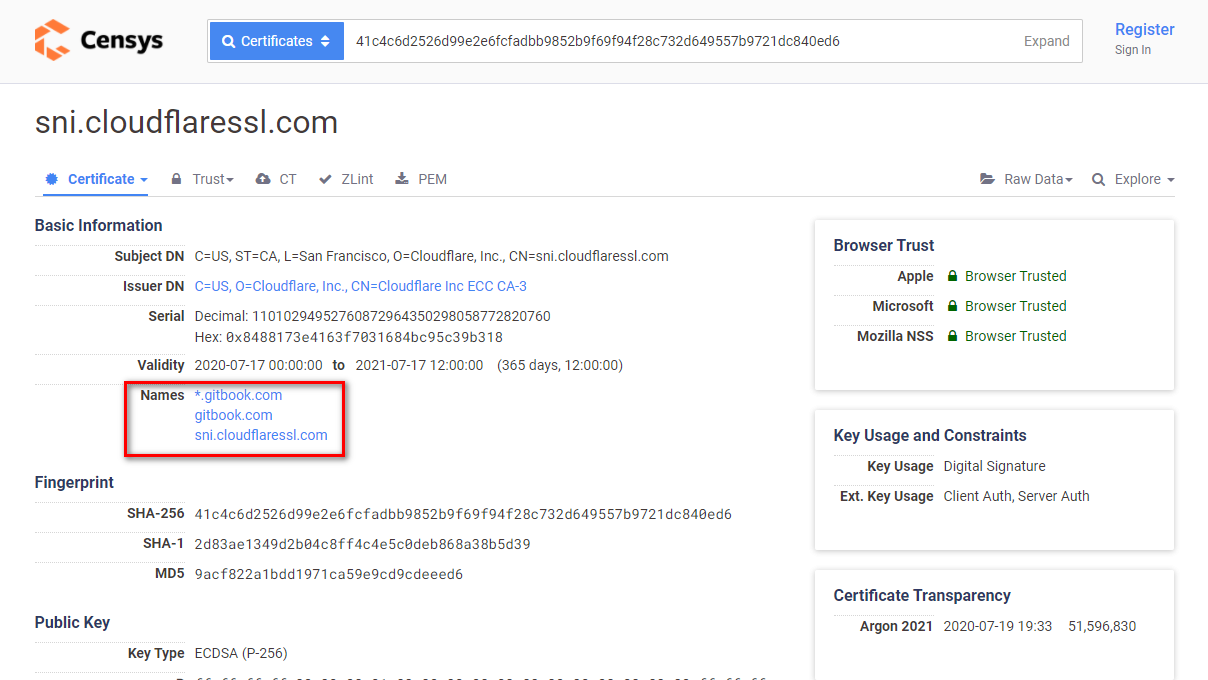 Censys
Certificates
41c4c6d2526d99e2e6fcfadbb9852b9f69f94f28c732d649557b9721dc840ed6
Expand
Register
Sign In
sni.cloudflaressl.com
Certificate Trust CT ZLint PEM Raw Data Explore
Basic Information
Subject DN C=US, ST=CA, L=San Francisco, O=Cloudflare, Inc., CN=sni.cloudflaressl.com
Issuer DN C=US, O=Cloudflare, Inc., CN=Cloudflare Inc ECC CA-3
Serial Decimal: 11010294952760872964350298058772820760
Hex: 0x8488173e4163f7031684bc95c39b318
Validity 2020-07-17 00:00:00 to 2021-07-17 12:00:00 (365 days, 12:00:00)
Names *.gitbook.com
gitbook.com
sni.cloudflaressl.com
Fingerprint
SHA-256 41c4c6d2526d99e2e6fcfadbb9852b9f69f94f28c732d649557b9721dc840ed6
SHA-1 2d83ae1349d2b04c8ff4c4e5c0deb868a38b5d39
MD5 9acf822a1bdd1971ca59e9cd9cdeeed6
Public Key
Key Type ECDSA (P-256)
Browser Trust
Apple Browser Trusted
Microsoft Browser Trusted
Mozilla NSS Browser Trusted
Key Usage and Constraints
Key Usage Digital Signature
Ext. Key Usage Client Auth, Server Auth
Certificate Transparency
Argon 2021 2020-07-19 19:33 51,596,830